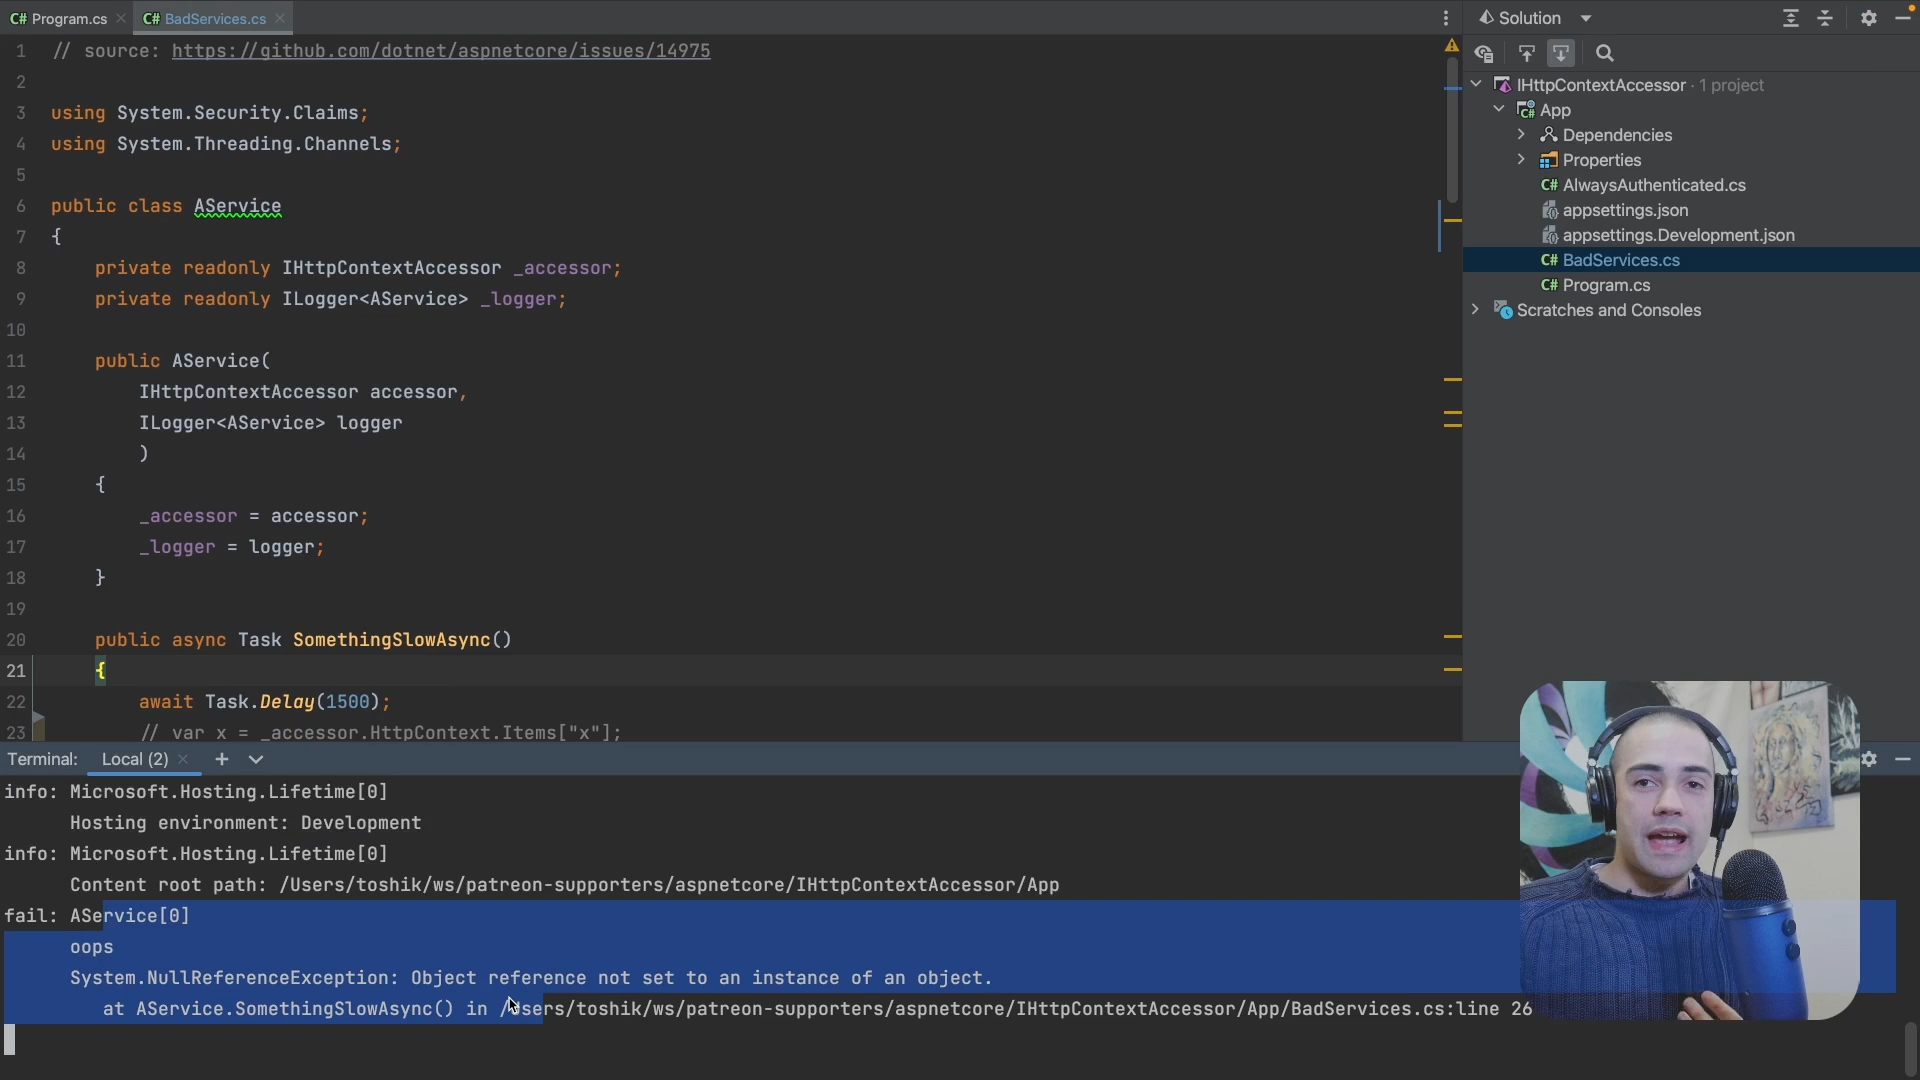 C# Program.cs
C# BadServices.cs
Solution
1 // source: https://github.com/dotnet/aspnetcore/issues/14975
2
3 using System.Security.Claims;
4 using System.Threading.Channels;
5
6 public class AService
7 {
8 private readonly IHttpContextAccessor _accessor;
9 private readonly ILogger<AService> _logger;
10
11 public AService(
12 IHttpContextAccessor accessor,
13 ILogger<AService> logger
14 )
15 {
16 _accessor = accessor;
17 _logger = logger;
18 }
19
20 public async Task SomethingSlowAsync()
21 {
22 await Task.Delay(1500);
23 // var x = _accessor.HttpContext.Items["x"];
IHttpContextAccessor · 1 project
C# App
Dependencies
Properties
C# AlwaysAuthenticated.cs
appsettings.json
appsettings.Development.json
C# BadServices.cs
C# Program.cs
Scratches and Consoles
Terminal: Local (2)
info: Microsoft.Hosting.Lifetime[0]
Hosting environment: Development
info: Microsoft.Hosting.Lifetime[0]
Content root path: /Users/toshik/ws/patreon-supporters/aspnetcore/IHttpContextAccessor/App
fail: AService[0]
oops
System.NullReferenceException: Object reference not set to an instance of an object.
at AService.SomethingSlowAsync() in /Users/toshik/ws/patreon-supporters/aspnetcore/IHttpContextAccessor/App/BadServices.cs:line 26